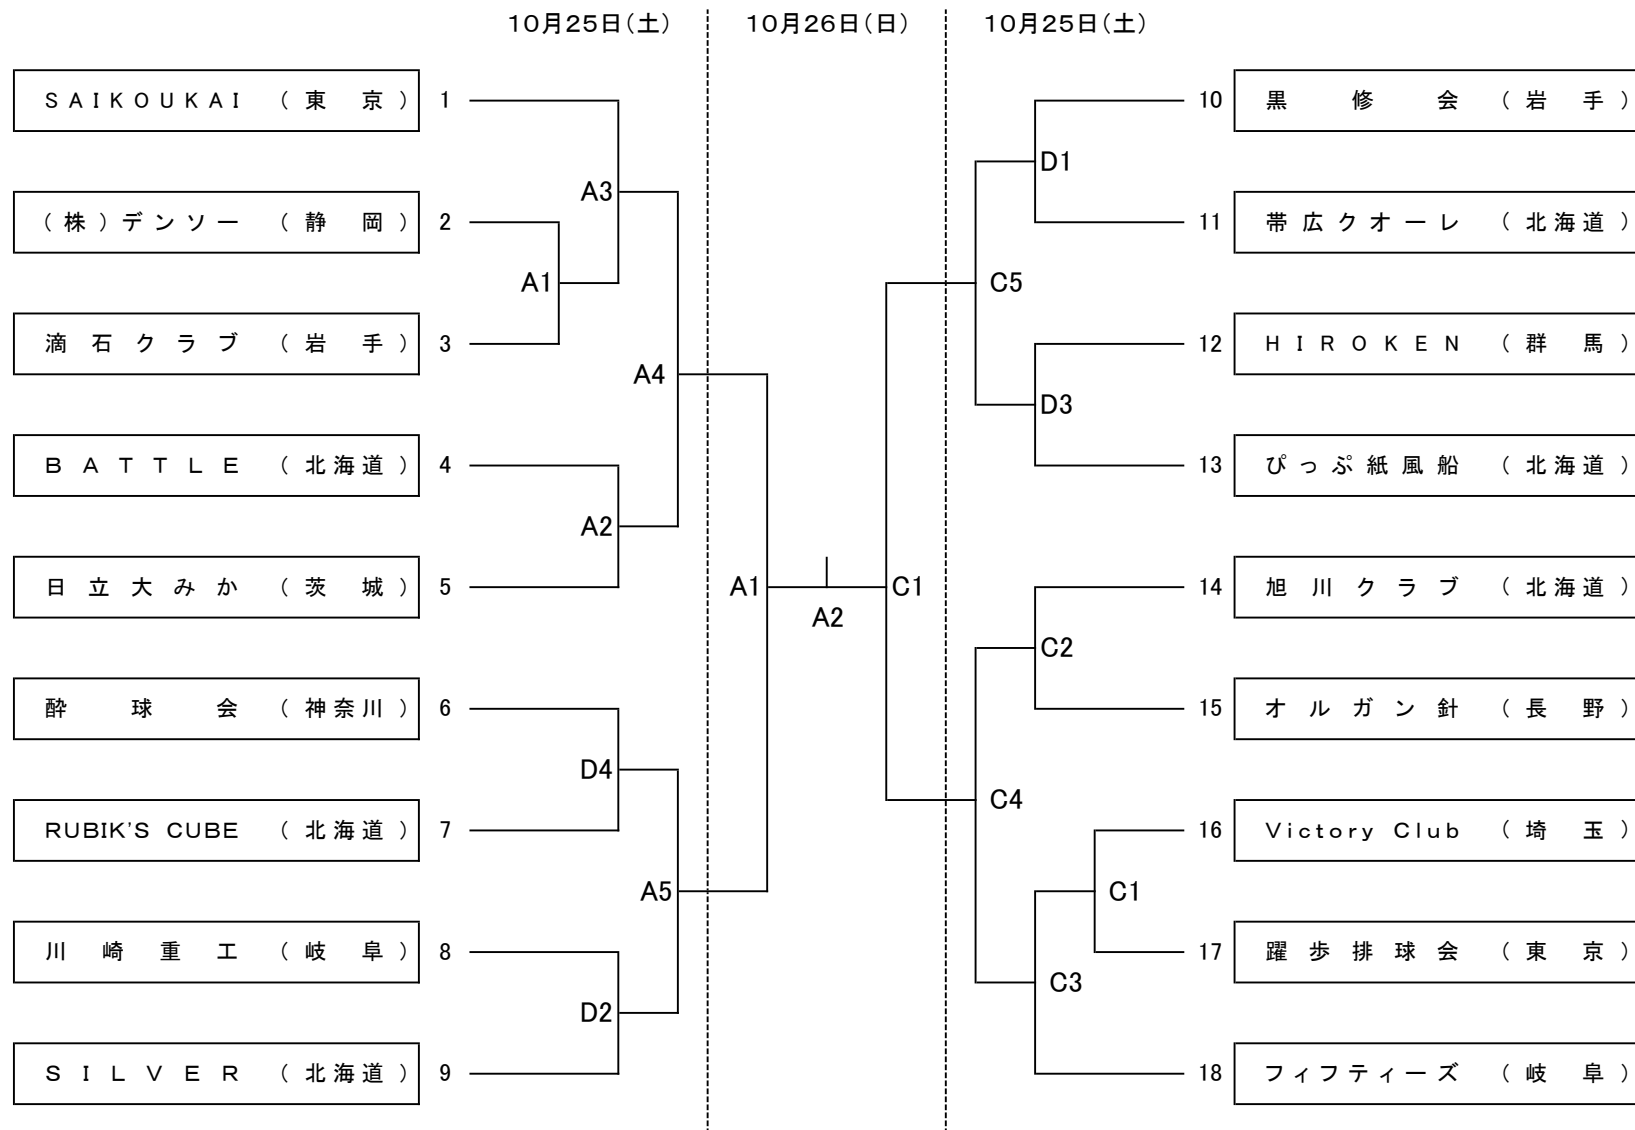 10月25日(土) 10月26日(日) 10月25日(土)
SAIKOUKAI (東京) 1
(株)デンソー (静岡) 2
滴石クラブ (岩手) 3
BATTLE (北海道) 4
日立大みか (茨城) 5
酔球会 (神奈川) 6
RUBIK'S CUBE (北海道) 7
川崎重工 (岐阜) 8
SILVER (北海道) 9
A3
A1
A4
A2
D4
A5
D2
A1
A2
C1
D1
C5
D3
C2
C4
C1
C3
10 黒修会 (岩手)
11 帯広クオーレ (北海道)
12 HIROKEN (群馬)
13 ぴっぷ紙風船 (北海道)
14 旭川クラブ (北海道)
15 オルガン針 (長野)
16 Victory Club (埼玉)
17 躍歩排球会 (東京)
18 フィフティーズ (岐阜)